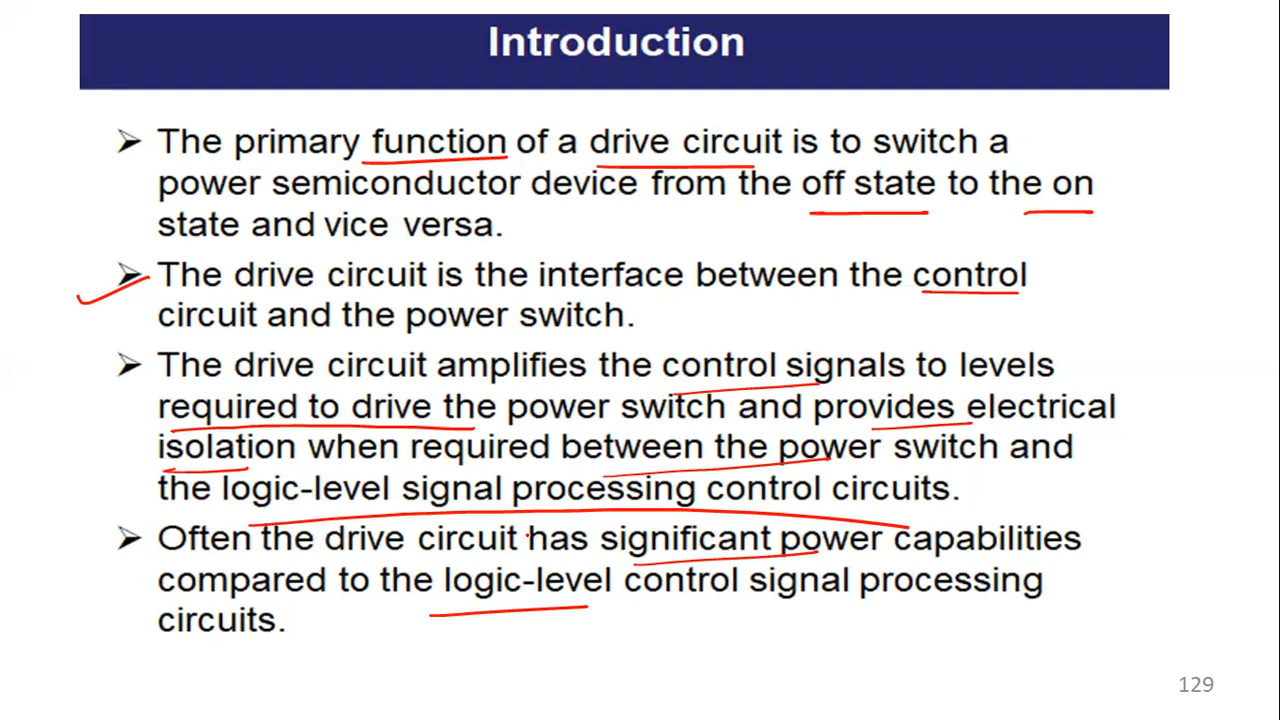 Introduction
➢ The primary function of a drive circuit is to switch a
power semiconductor device from the off state to the on
state and vice versa.
➢ The drive circuit is the interface between the control
circuit and the power switch.
➢ The drive circuit amplifies the control signals to levels
required to drive the power switch and provides electrical
isolation when required between the power switch and
the logic-level signal processing control circuits.
➢ Often the drive circuit has significant power capabilities
compared to the logic-level control signal processing
circuits.
129